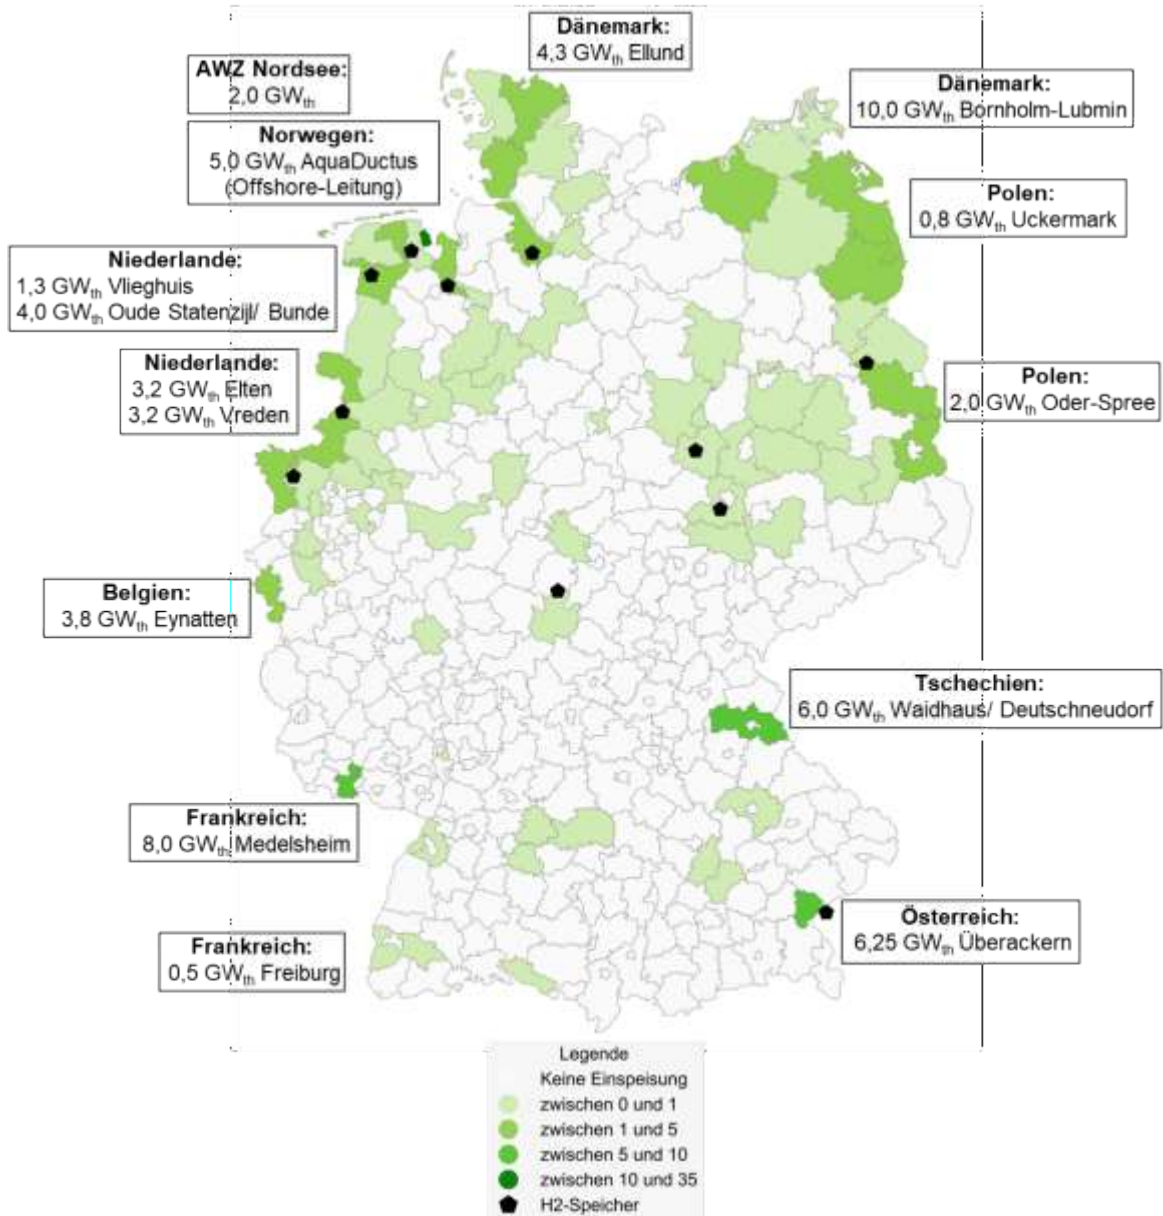 Dänemark:
4,3 GWth Ellund
AWZ Nordsee:
2,0 GWth
Dänemark:
10,0 GWth Bornholm-Lubmin
Norwegen:
5,0 GWth AquaDuctus
(Offshore-Leitung)
Polen:
0,8 GWth Uckermark
Niederlande:
1,3 GWth Vlieghuis
4,0 GWth Oude Statenzijl/ Bunde
Niederlande:
3,2 GWth Elten
3,2 GWth Vreden
Polen:
2,0 GWth Oder-Spree
Belgien:
3,8 GWth Eynatten
Tschechien:
6,0 GWth Waidhaus/ Deutschneudorf
Frankreich:
8,0 GWth Medelsheim
Österreich:
6,25 GWth Überackern
Frankreich:
0,5 GWth Freiburg
Legende
Keine Einspeisung
zwischen 0 und 1
zwischen 1 und 5
zwischen 5 und 10
zwischen 10 und 35
H2-Speicher